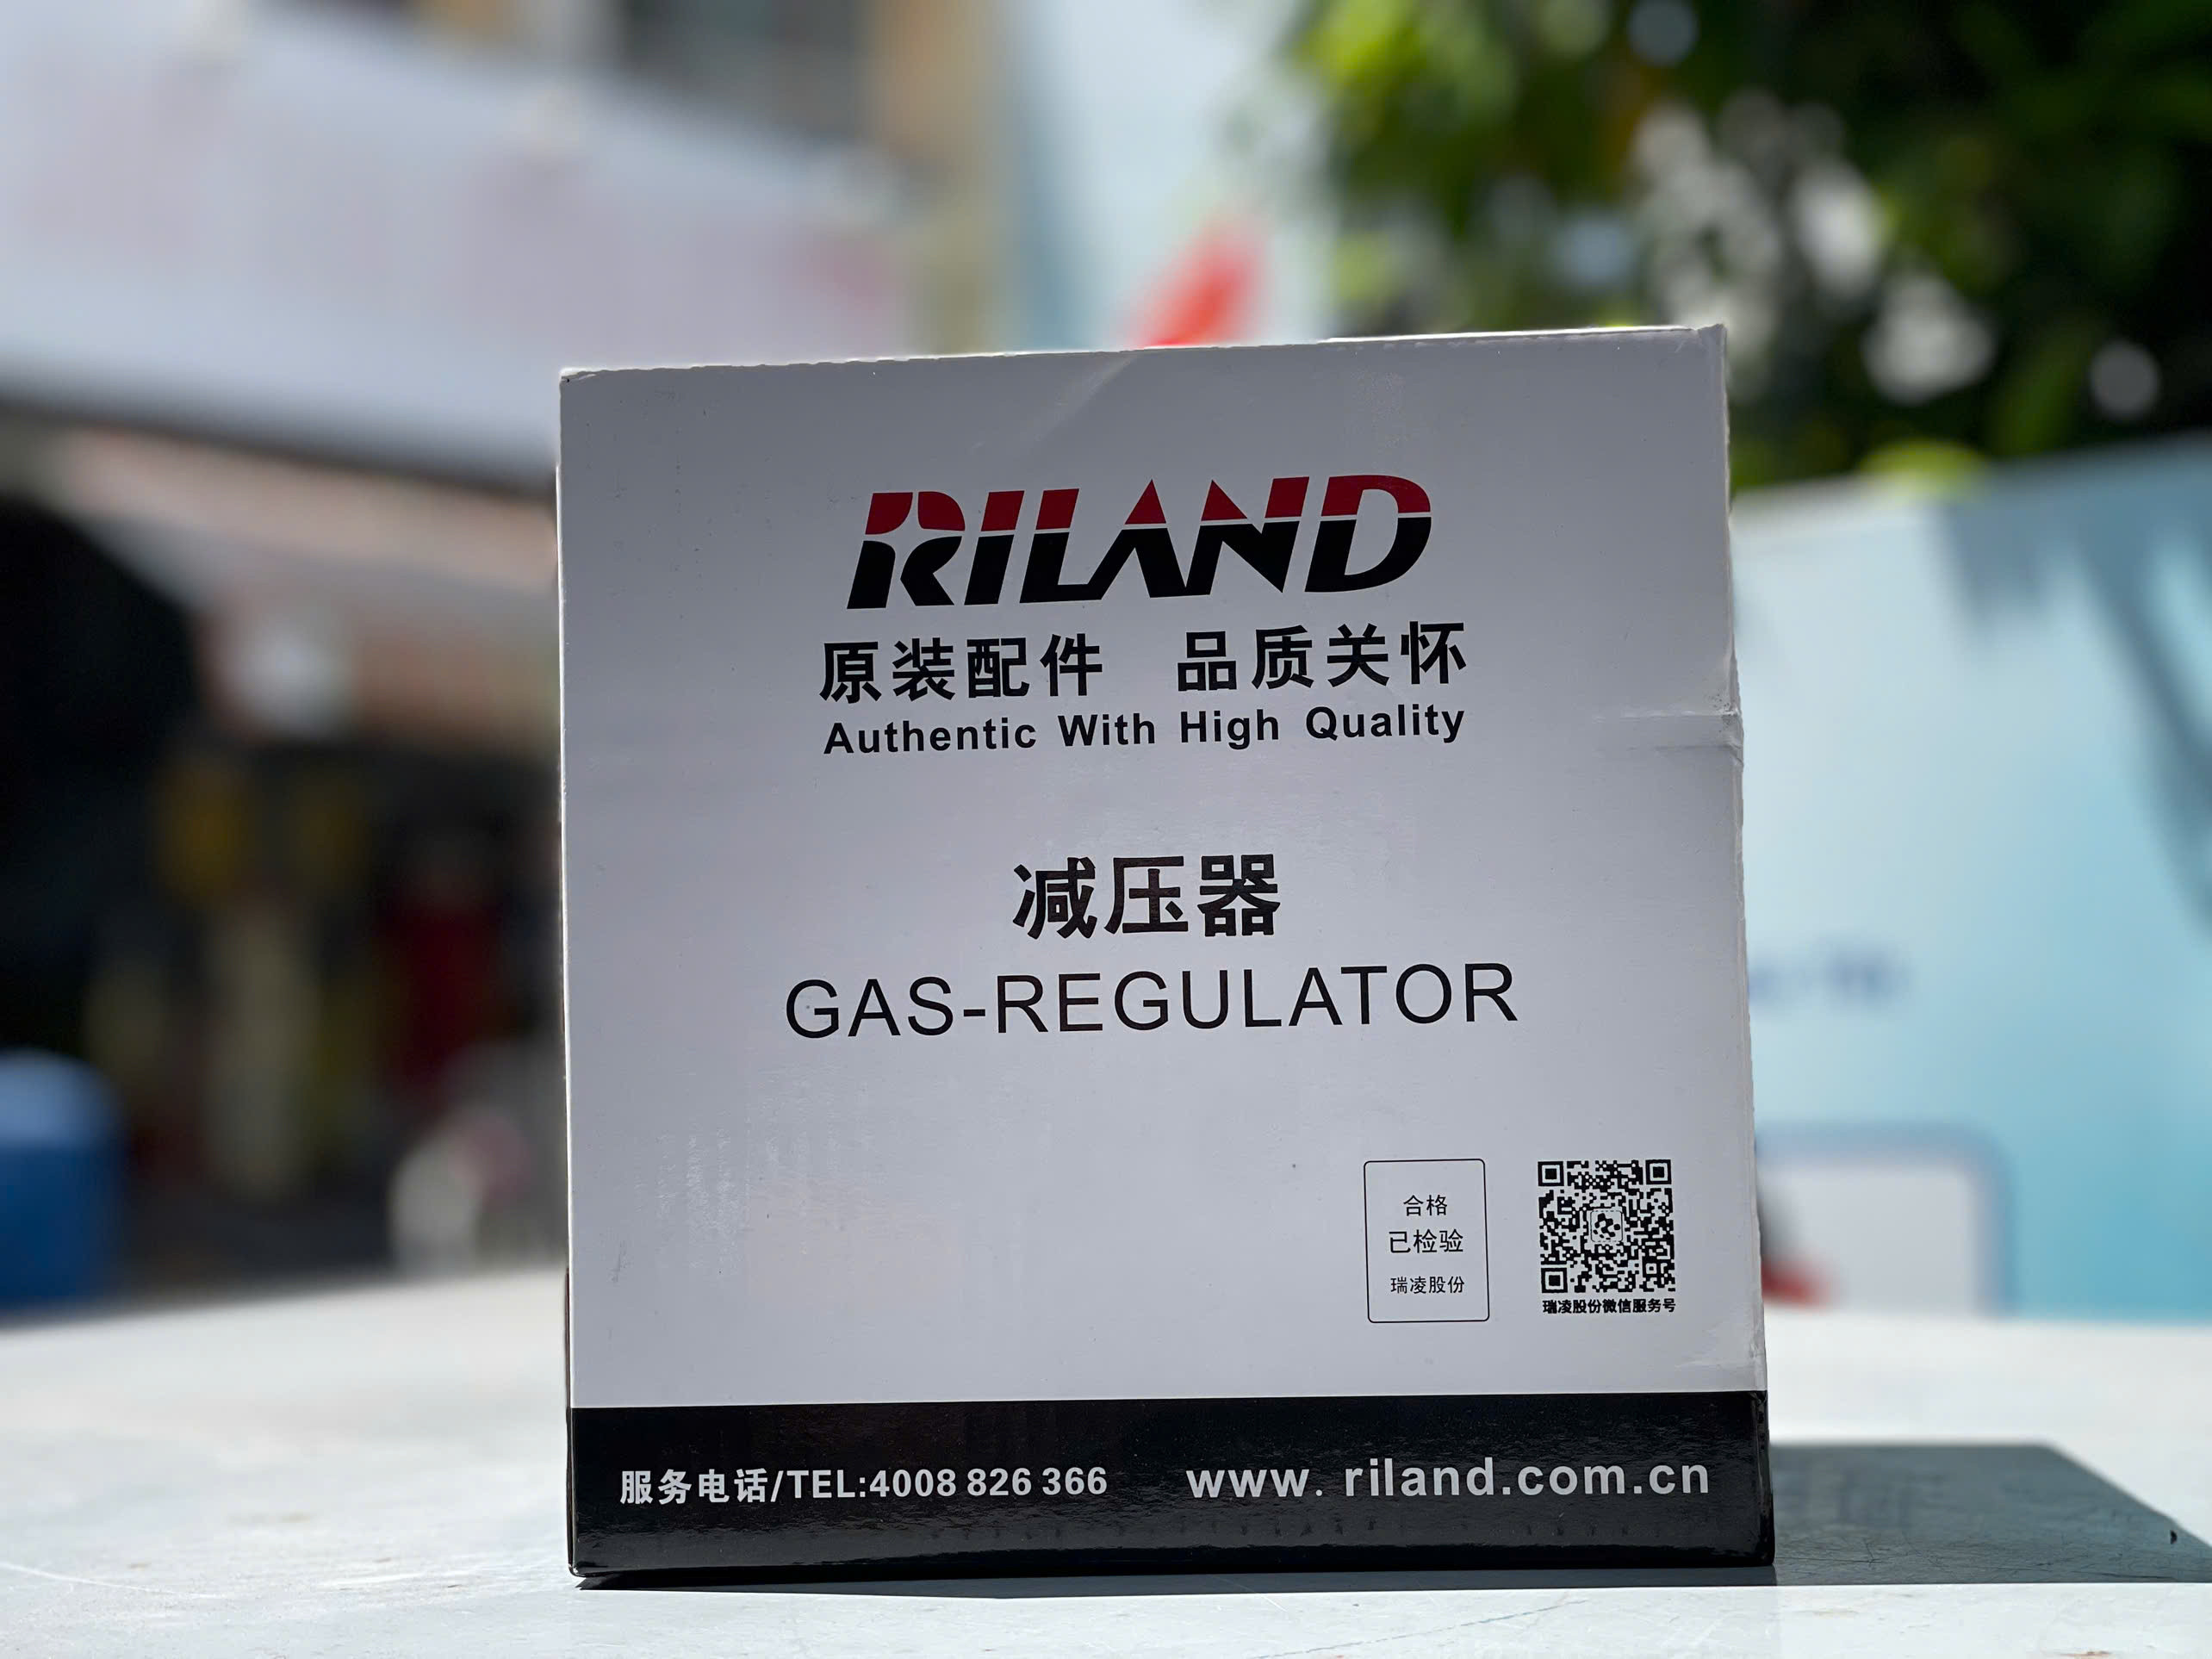 RILAND
原装配件 品质关怀
Authentic With High Quality
减压器
GAS-REGULATOR
合格
已检验
瑞凌股份
瑞凌股份微信服务号
服务电话/TEL:4008 826 366
www. riland.com.cn